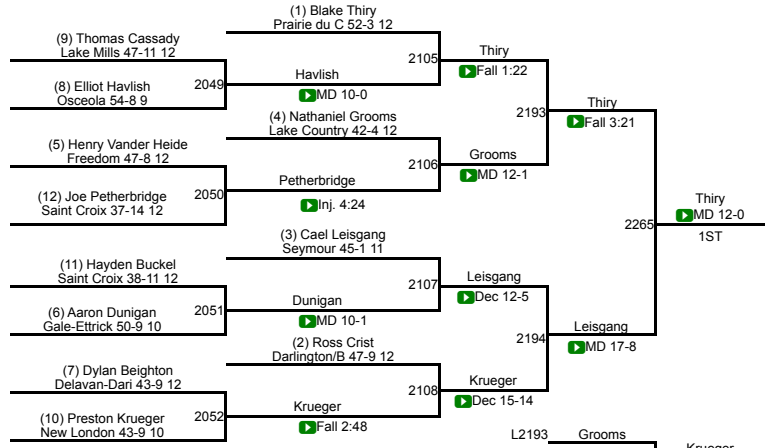 (1) Blake Thiry
Prairie du C 52-3 12
(9) Thomas Cassady
Lake Mills 47-11 12
2105
Thiry
Fall 1:22
(8) Elliot Havlish
Osceola 54-8 9
2049
Havlish
MD 10-0
2193
Thiry
Fall 3:21
(4) Nathaniel Grooms
Lake Country 42-4 12
(5) Henry Vander Heide
Freedom 47-8 12
2106
Grooms
MD 12-1
(12) Joe Petherbridge
Saint Croix 37-14 12
2050
Petherbridge
Inj. 4:24
2265
Thiry
MD 12-0
1ST
(3) Cael Leisgang
Seymour 45-1 11
(11) Hayden Buckel
Saint Croix 38-11 12
2107
Leisgang
Dec 12-5
(6) Aaron Dunigan
Gale-Ettrick 50-9 10
2051
Dunigan
MD 10-1
2194
Leisgang
MD 17-8
(2) Ross Crist
Darlington/B 47-9 12
(7) Dylan Beighton
Delavan-Dari 43-9 12
2108
Krueger
Dec 15-14
(10) Preston Krueger
New London 43-9 10
2052
Krueger
Fall 2:48
L2193
Grooms
Krueger